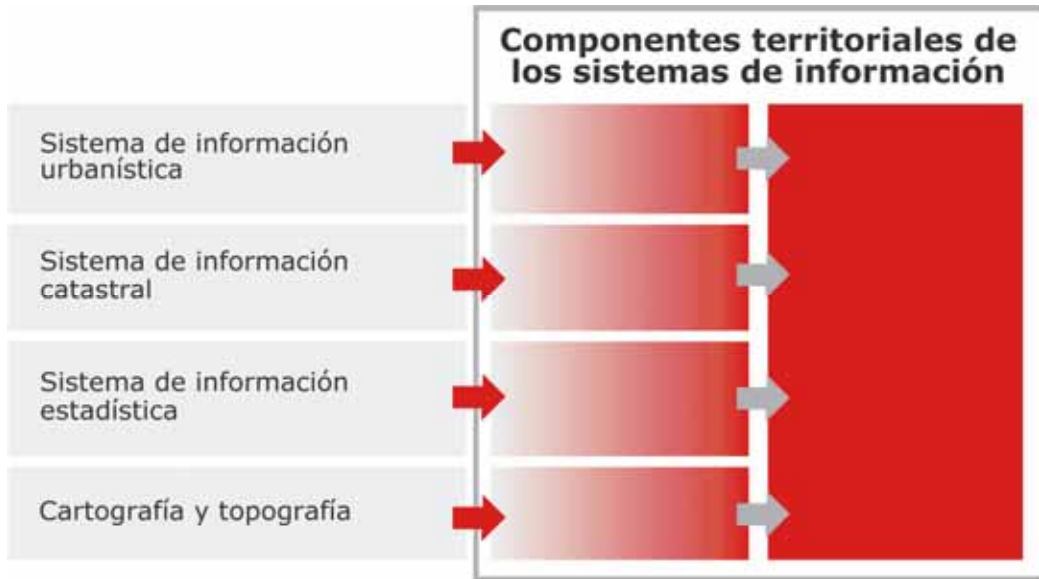 Componentes territoriales de
los sistemas de información
Sistema de información
urbanística
Sistema de información
catastral
Sistema de información
estadística
Cartografía y topografía